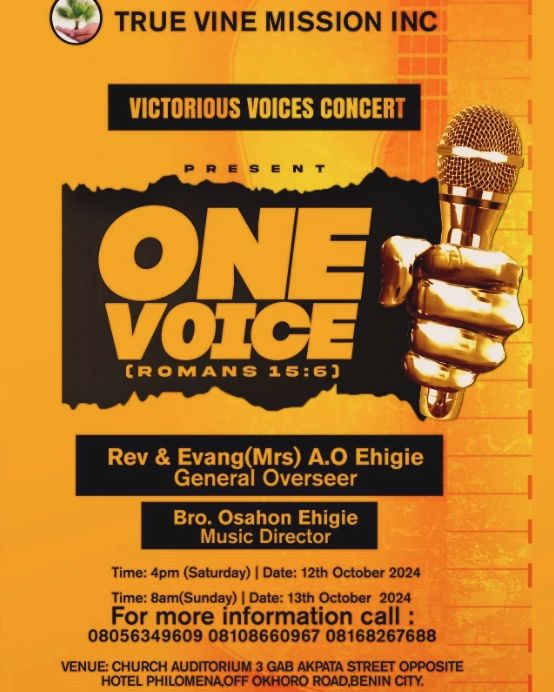 TRUE VINE MISSION INC
VICTORIOUS VOICES CONCERT
PRESENT
ONE
VOICE
(ROMANS 15:6)
Rev & Evang(Mrs) A.O Ehigie
General Overseer
Bro. Osahon Ehigie
Music Director
Time: 4pm (Saturday) | Date: 12th October 2024
Time: 8am(Sunday) | Date: 13th October 2024
For more information call :
08056349609 08108660967 08168267688
VENUE: CHURCH AUDITORIUM 3 GAB AKPATA STREET OPPOSITE
HOTEL PHILOMENA,OFF OKHORO ROAD,BENIN CITY.